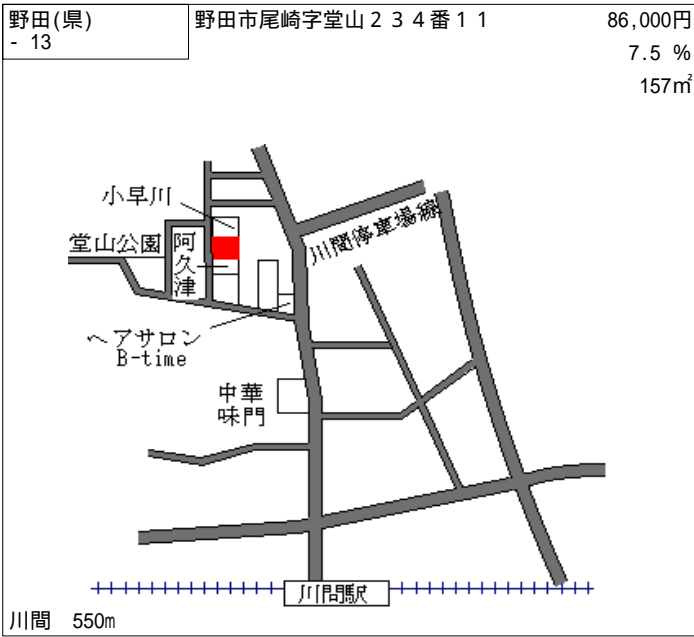 野田(県)
- 13
野田市尾崎字堂山２３４番１１
86,000円
7.5 %
157㎡
小早川
堂山公園
阿久津
川間停車場線
ヘアサロン
B-time
中華
味門
川間駅
川間 550m